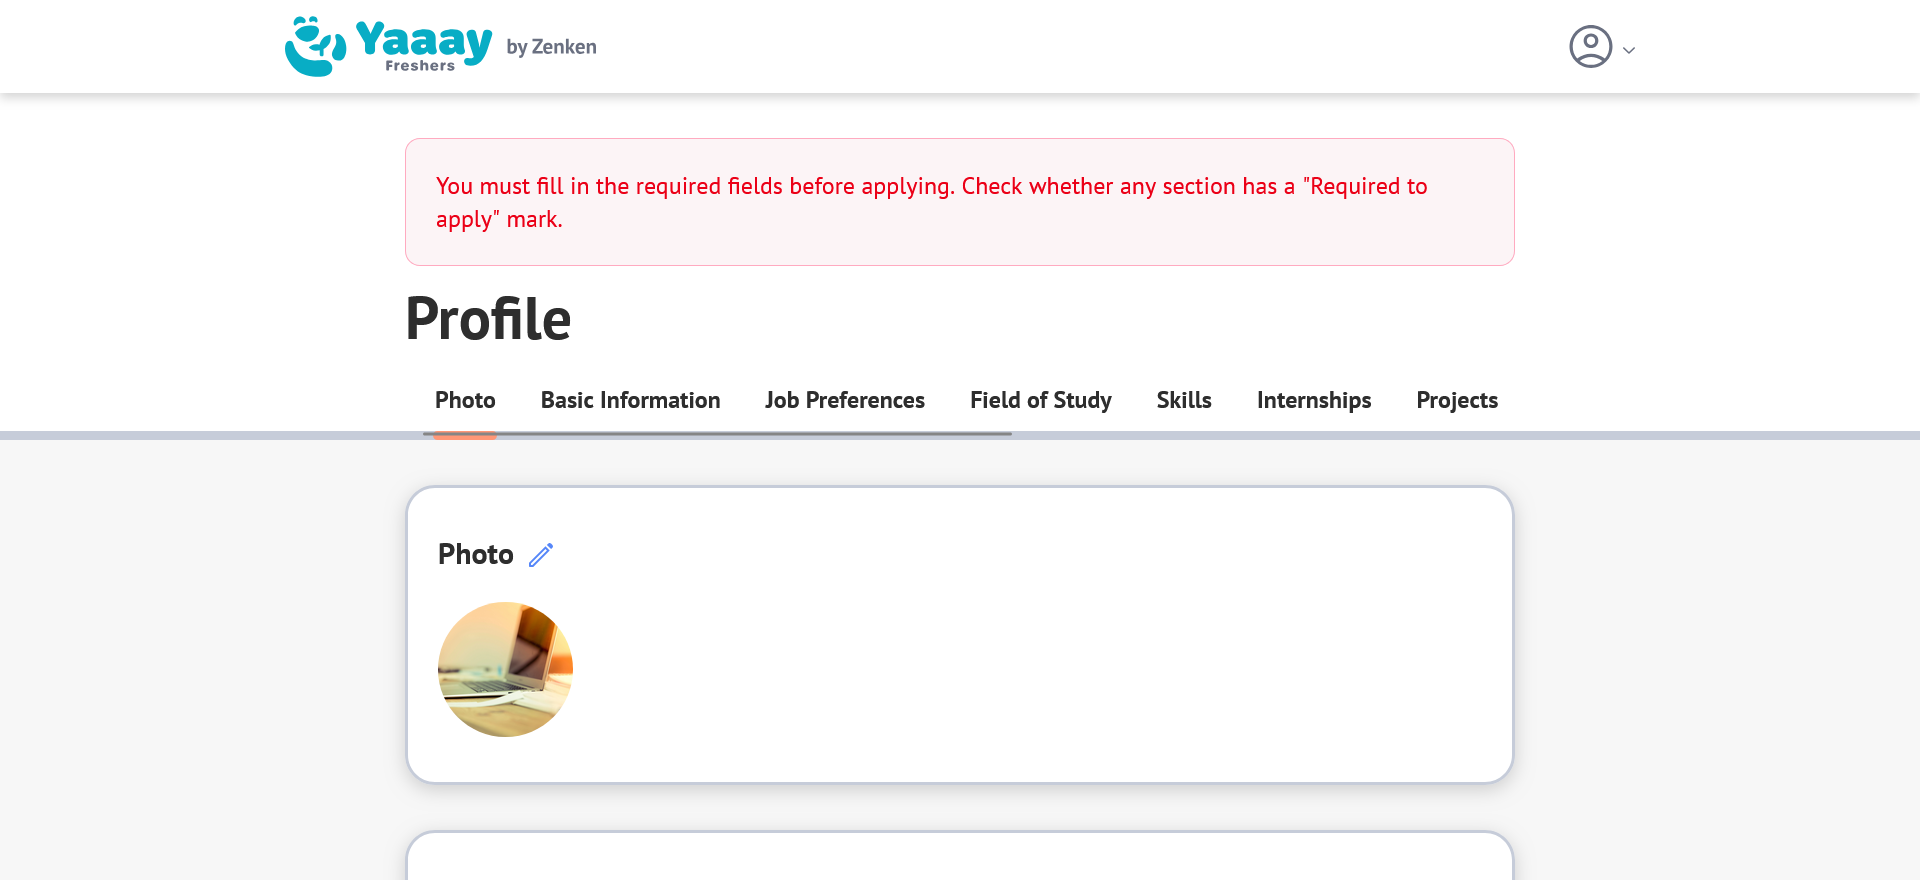 Yaaay
Freshers
by Zenken
You must fill in the required fields before applying. Check whether any section has a "Required to
apply" mark.
Profile
Photo Basic Information Job Preferences Field of Study Skills Internships Projects
Photo